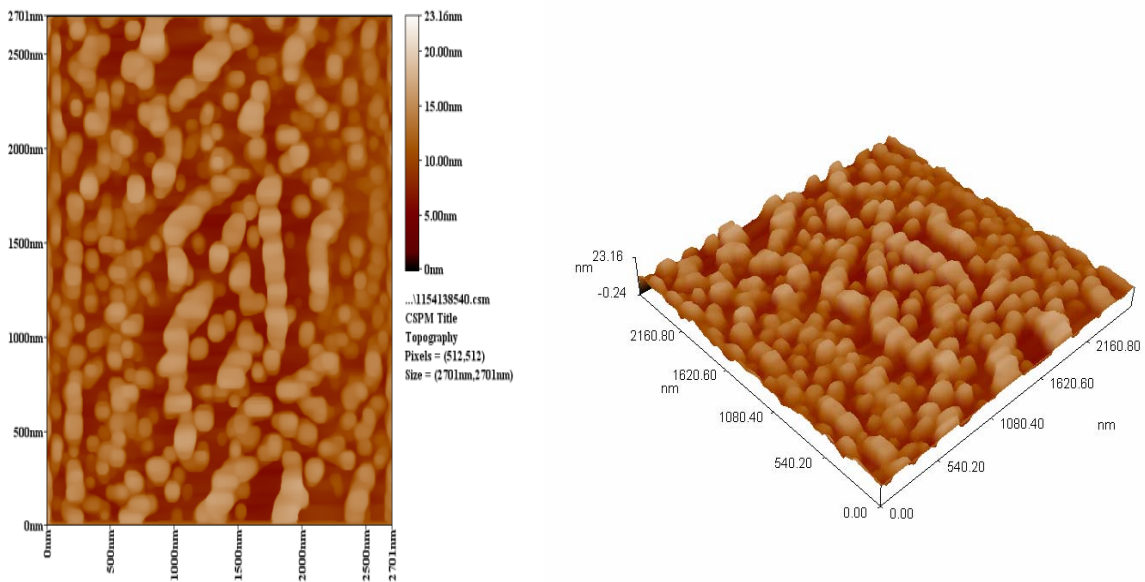 2701nm
2500nm
2000nm
1500nm
1000nm
500nm
0nm
0nm
500nm
1000nm
1500nm
2000nm
2500nm
2701nm
23.16nm
20.00nm
15.00nm
10.00nm
5.00nm
0nm
...\1154138540.csm
CSPM Title
Topography
Pixels = (512,512)
Size = (2701nm,2701nm)
23.16
nm
-0.24
2160.80
1620.60
nm
1080.40
540.20
0.00
0.00
540.20
1080.40
nm
1620.60
2160.80